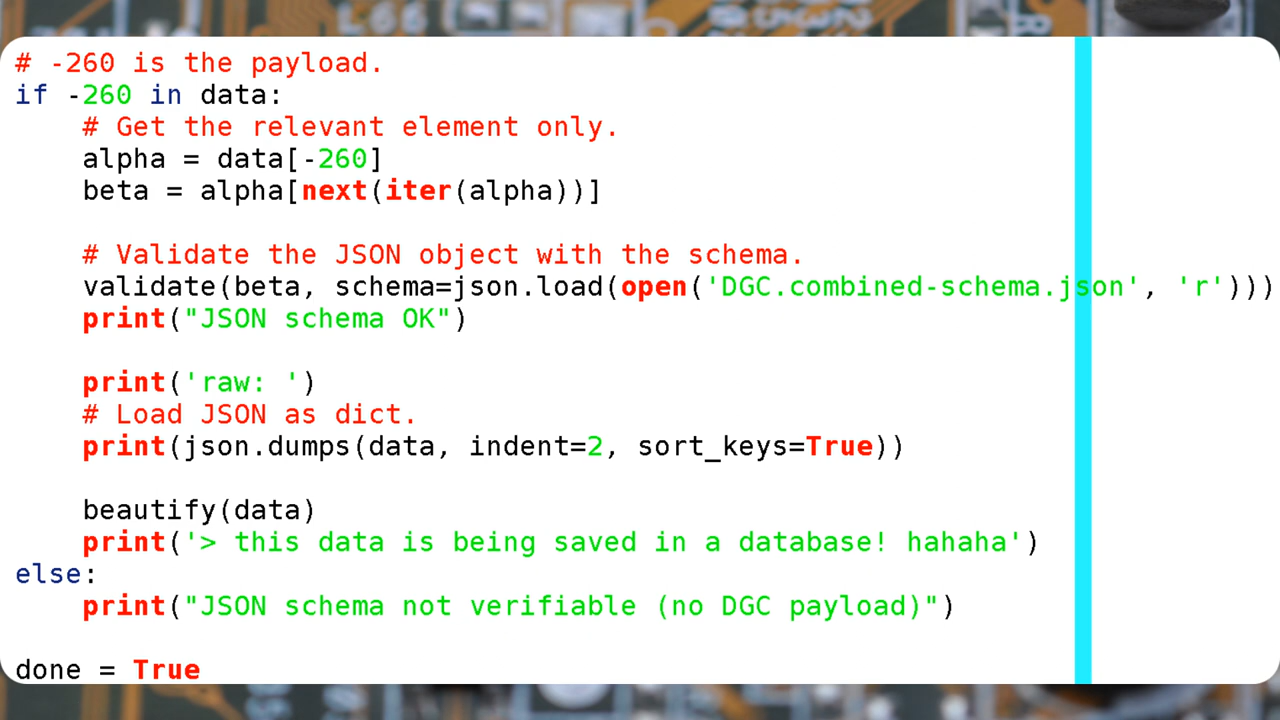 # -260 is the payload.
if -260 in data:
    # Get the relevant element only.
    alpha = data[-260]
    beta = alpha[next(iter(alpha))]

    # Validate the JSON object with the schema.
    validate(beta, schema=json.load(open('DGC.combined-schema.json', 'r')))
    print("JSON schema OK")

    print('raw: ')
    # Load JSON as dict.
    print(json.dumps(data, indent=2, sort_keys=True))

    beautify(data)
    print('> this data is being saved in a database! hahaha')
else:
    print("JSON schema not verifiable (no DGC payload)")

done = True